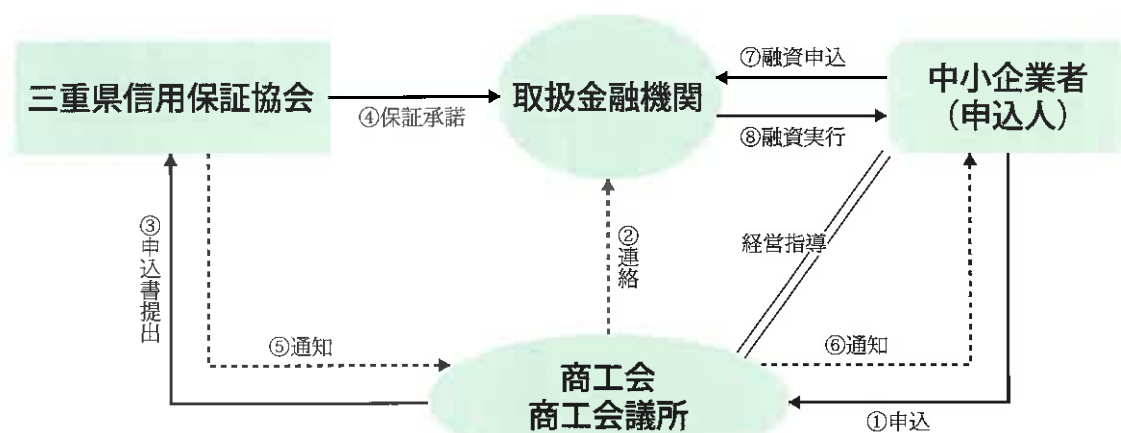 三重県信用保証協会
④保証承諾
取扱金融機関
⑦融資申込
⑧融資実行
中小企業者
（申込人）
③申込書提出
②連絡
経営指導
⑤通知
⑥通知
商工会
商工会議所
①申込